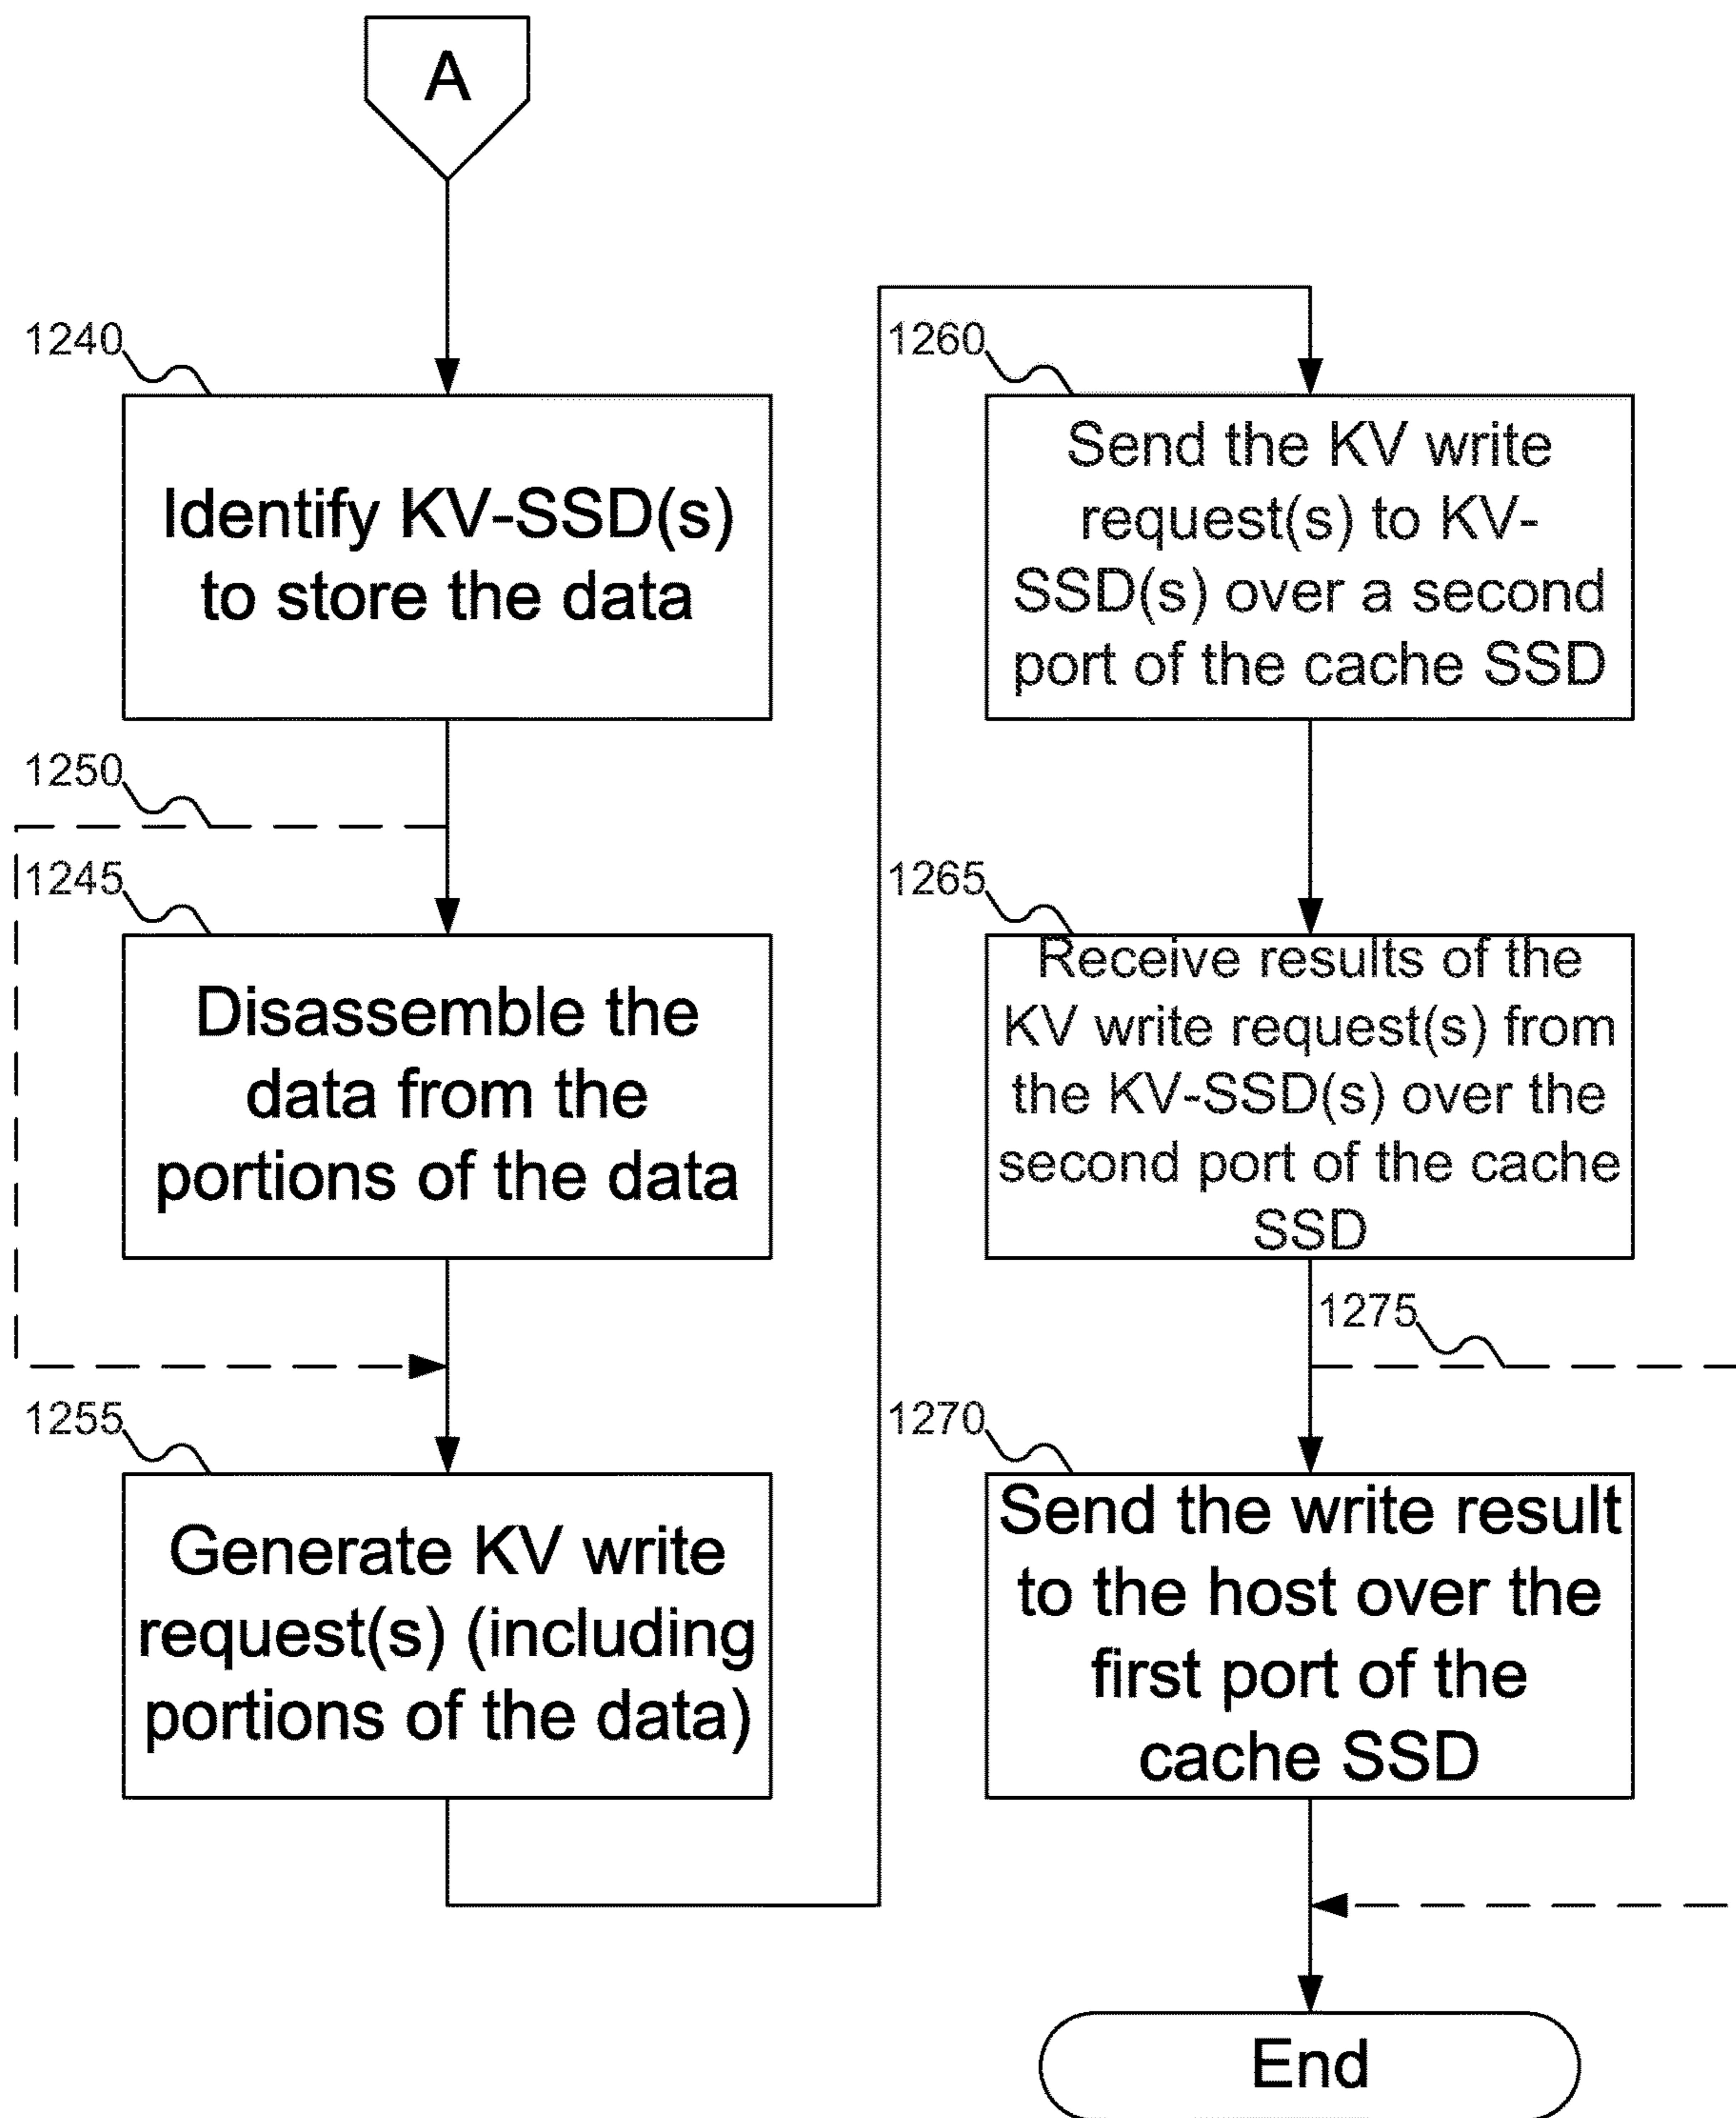 A
1240
Identify KV-SSD(s)
to store the data
1250
1245
Disassemble the
data from the
portions of the data
1255
Generate KV write
request(s) (including
portions of the data)
1260
Send the KV write
request(s) to KV-
SSD(s) over a second
port of the cache SSD
1265
Receive results of the
KV write request(s) from
the KV-SSD(s) over the
second port of the cache
SSD
1275
1270
Send the write result
to the host over the
first port of the
cache SSD
End